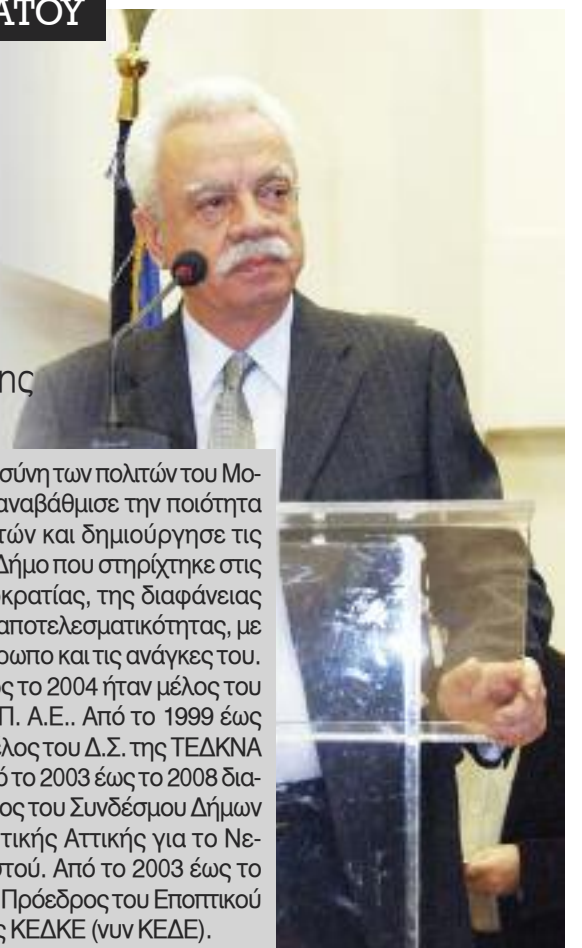 ΑΤΟΥ
ης
σύνη των πολιτών του Μο-
αναβάθμισε την ποιότητα
τών και δημιούργησε τις
Δήμο που στηρίχτηκε στις
κρατίας, της διαφάνειας
αποτελεσματικότητας, με
ρωπο και τις ανάγκες του.
ς το 2004 ήταν μέλος του
Π. Α.Ε.. Από το 1999 έως
έλος του Δ.Σ. της ΤΕΔΚΝΑ
ό το 2003 έως το 2008 δια-
ος του Συνδέσμου Δήμων
τικής Αττικής για το Νε-
στού. Από το 2003 έως το
Πρόεδρος του Εποπτικού
ς ΚΕΔΚΕ (νυν ΚΕΔΕ).